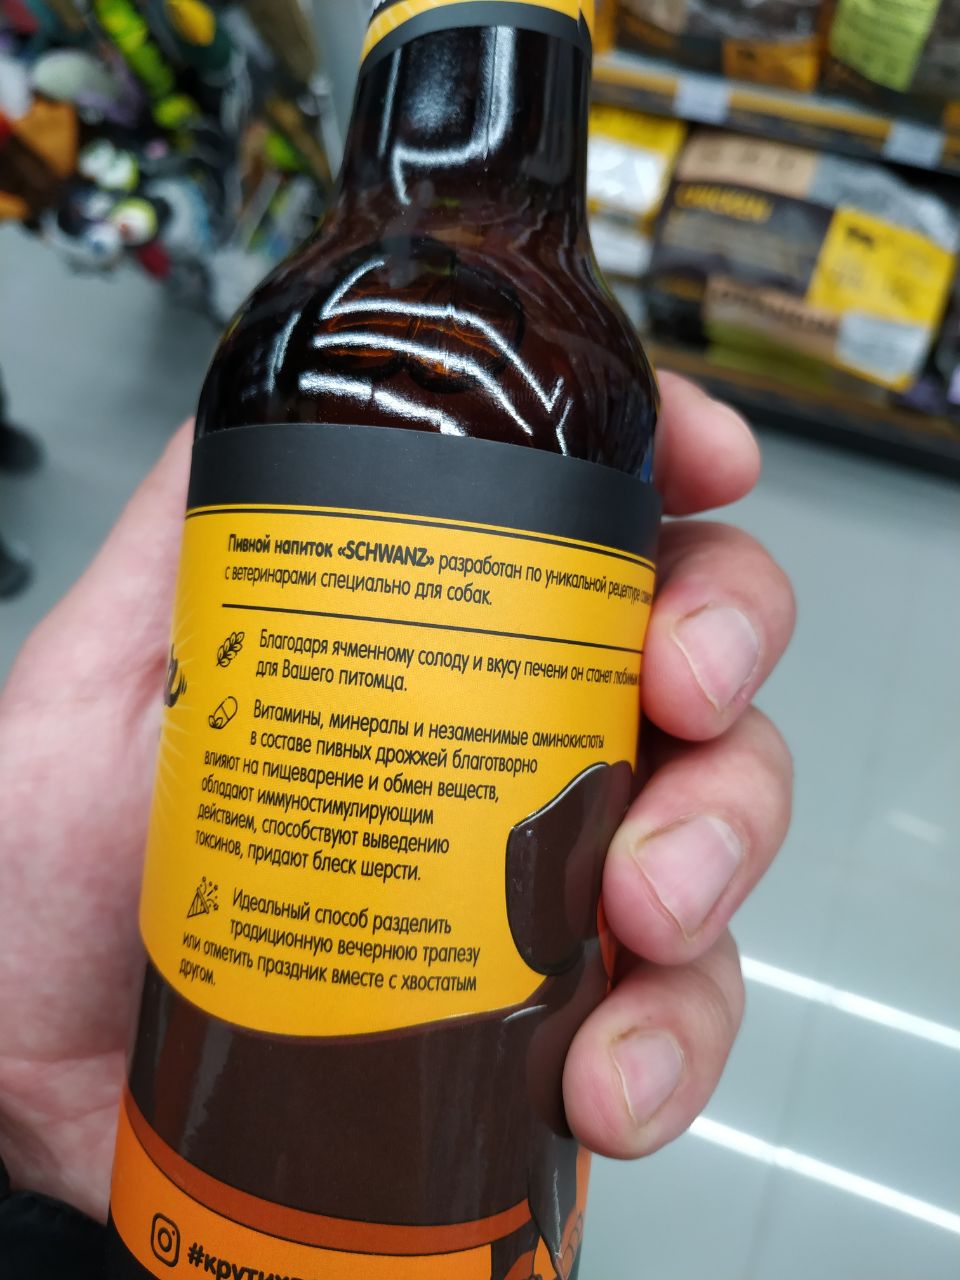 Пивной напиток «SCHWANZ» разработан по уникальной рецептуре
с ветеринарами специально для собак.
Благодаря ячменному солоду и вкусу печени он станет любимым
для Вашего питомца.
Витамины, минералы и незаменимые аминокислоты
в составе пивных дрожжей благотворно
влияют на пищеварение и обмен веществ,
обладают иммуностимулирующим
действием, способствуют выведению
токсинов, придают блеск шерсти.
Идеальный способ разделить
традиционную вечернюю трапезу
или отметить праздник вместе с хвостатым
другом.